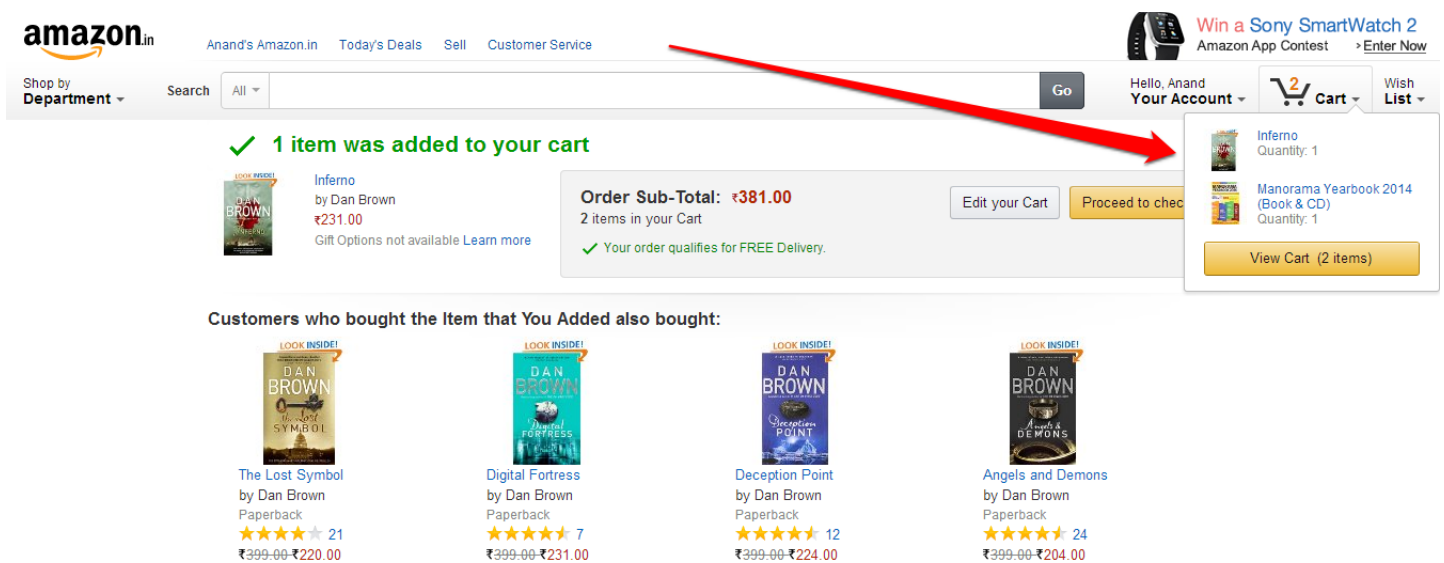 amazon.in
Anand's Amazon.in Today's Deals Sell Customer Service
Win a Sony SmartWatch 2
Amazon App Contest › Enter Now
Shop by
Department
Search All Go
Hello, Anand
Your Account
2 Cart
Wish
List
1 item was added to your cart
LOOK INSIDE!
DAN
BROWN
INFERNO
Inferno
by Dan Brown
₹231.00
Gift Options not available Learn more
Order Sub-Total: ₹381.00
2 items in your Cart
Your order qualifies for FREE Delivery.
Edit your Cart
Proceed to chec
Inferno
Quantity: 1
Manorama Yearbook 2014
(Book & CD)
Quantity: 1
View Cart (2 items)
Customers who bought the Item that You Added also bought:
LOOK INSIDE!
DAN
BROWN
the Lost
SYMBOL
The Lost Symbol
by Dan Brown
Paperback
21
₹399.00 ₹220.00
LOOK INSIDE!
DAN
BROWN
Digital
FORTRESS
Digital Fortress
by Dan Brown
Paperback
7
₹399.00 ₹231.00
LOOK INSIDE!
DAN
BROWN
Deception
POINT
Deception Point
by Dan Brown
Paperback
12
₹399.00 ₹224.00
LOOK INSIDE!
DAN
BROWN
Angels &
DEMONS
Angels and Demons
by Dan Brown
Paperback
24
₹399.00 ₹204.00